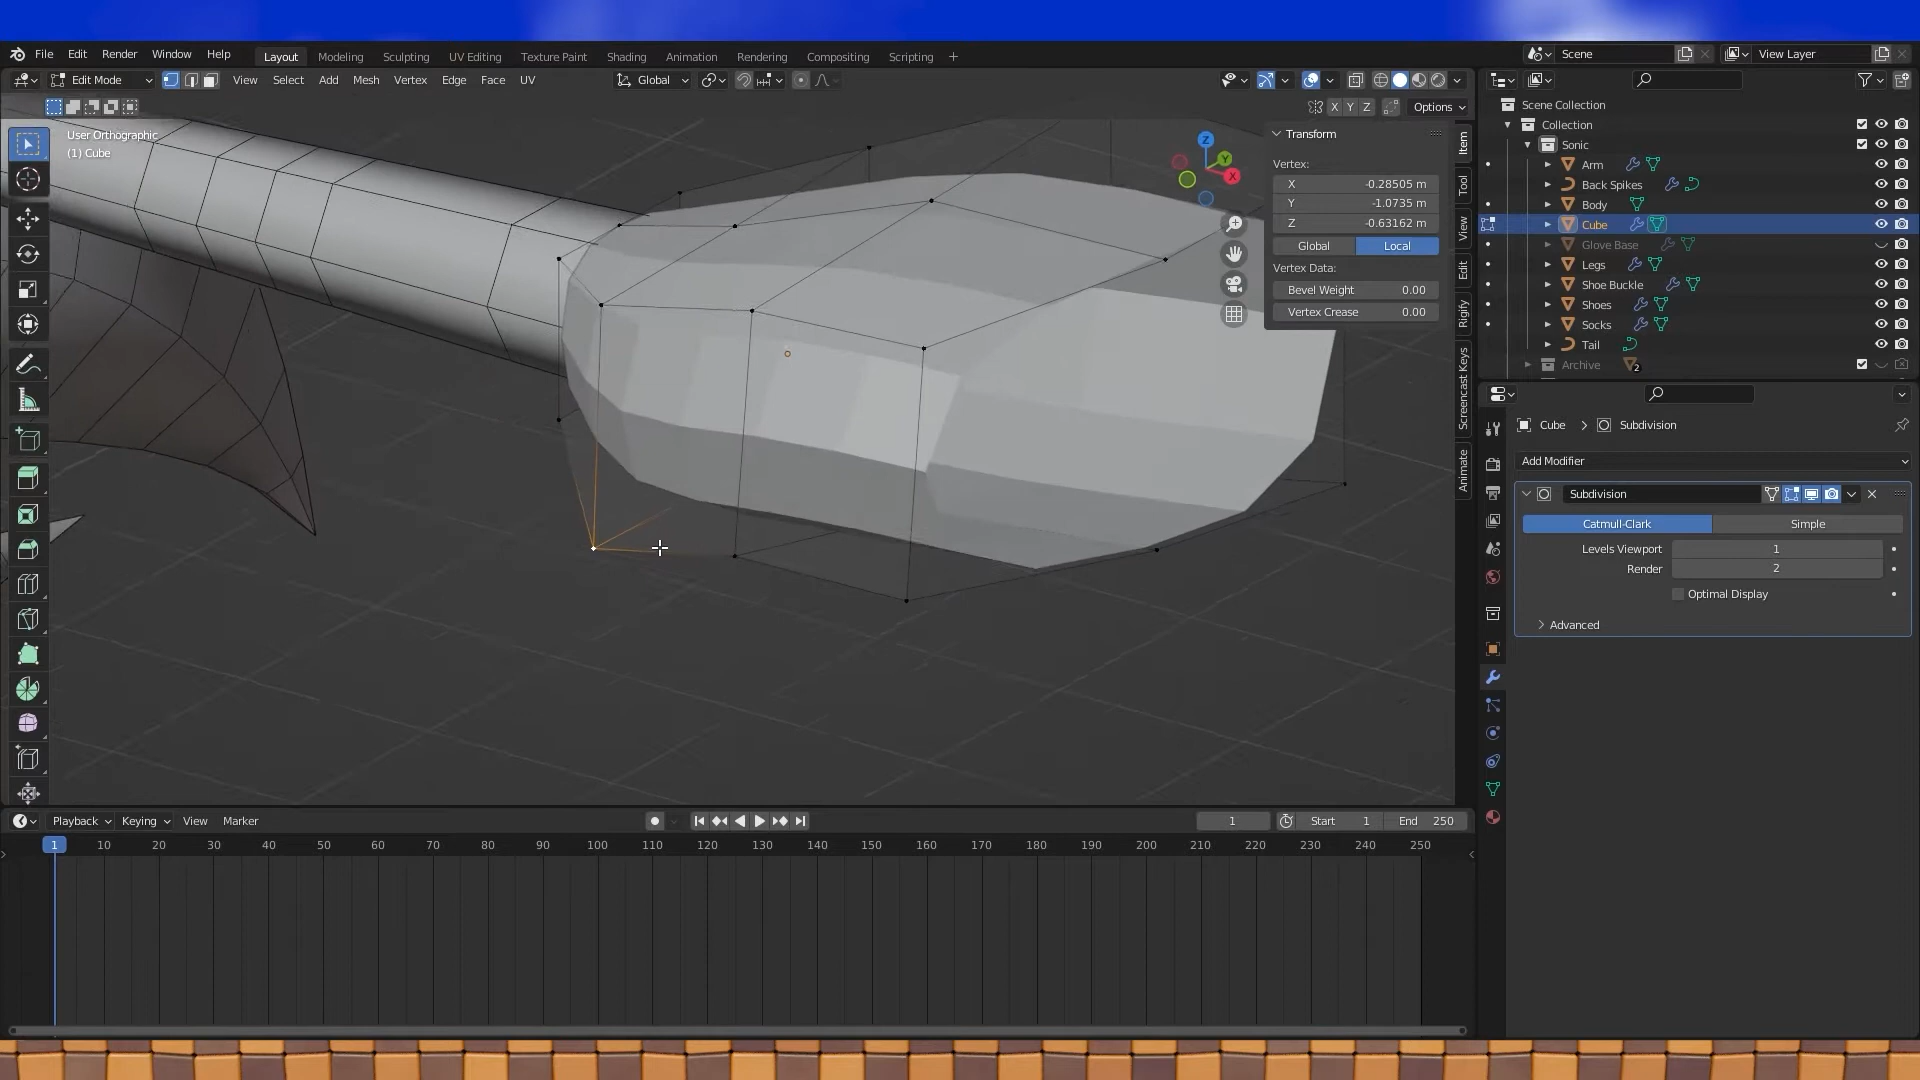 File Edit Render Window Help Layout Modeling Sculpting UV Editing Texture Paint Shading Animation Rendering Compositing Scripting + Scene View Layer
Edit Mode View Select Add Mesh Vertex Edge Face UV Global
X Y Z Options
User Orthographic
(1) Cube
Z
Y
X
Transform
Vertex:
X -0.28505 m
Y -1.0735 m
Z -0.63162 m
Global Local
Vertex Data:
Bevel Weight 0.00
Vertex Crease 0.00
Item
Tool
View
Edit
Rigify
Screencast Keys
Animate
Scene Collection
Collection
Sonic
Arm
Back Spikes
Body
Cube
Glove Base
Legs
Shoe Buckle
Shoes
Socks
Tail
Archive 2
Cube > Subdivision
Add Modifier
Subdivision
Catmull-Clark Simple
Levels Viewport 1
Render 2
Optimal Display
Advanced
Playback Keying View Marker 1 Start 1 End 250
1 10 20 30 40 50 60 70 80 90 100 110 120 130 140 150 160 170 180 190 200 210 220 230 240 250